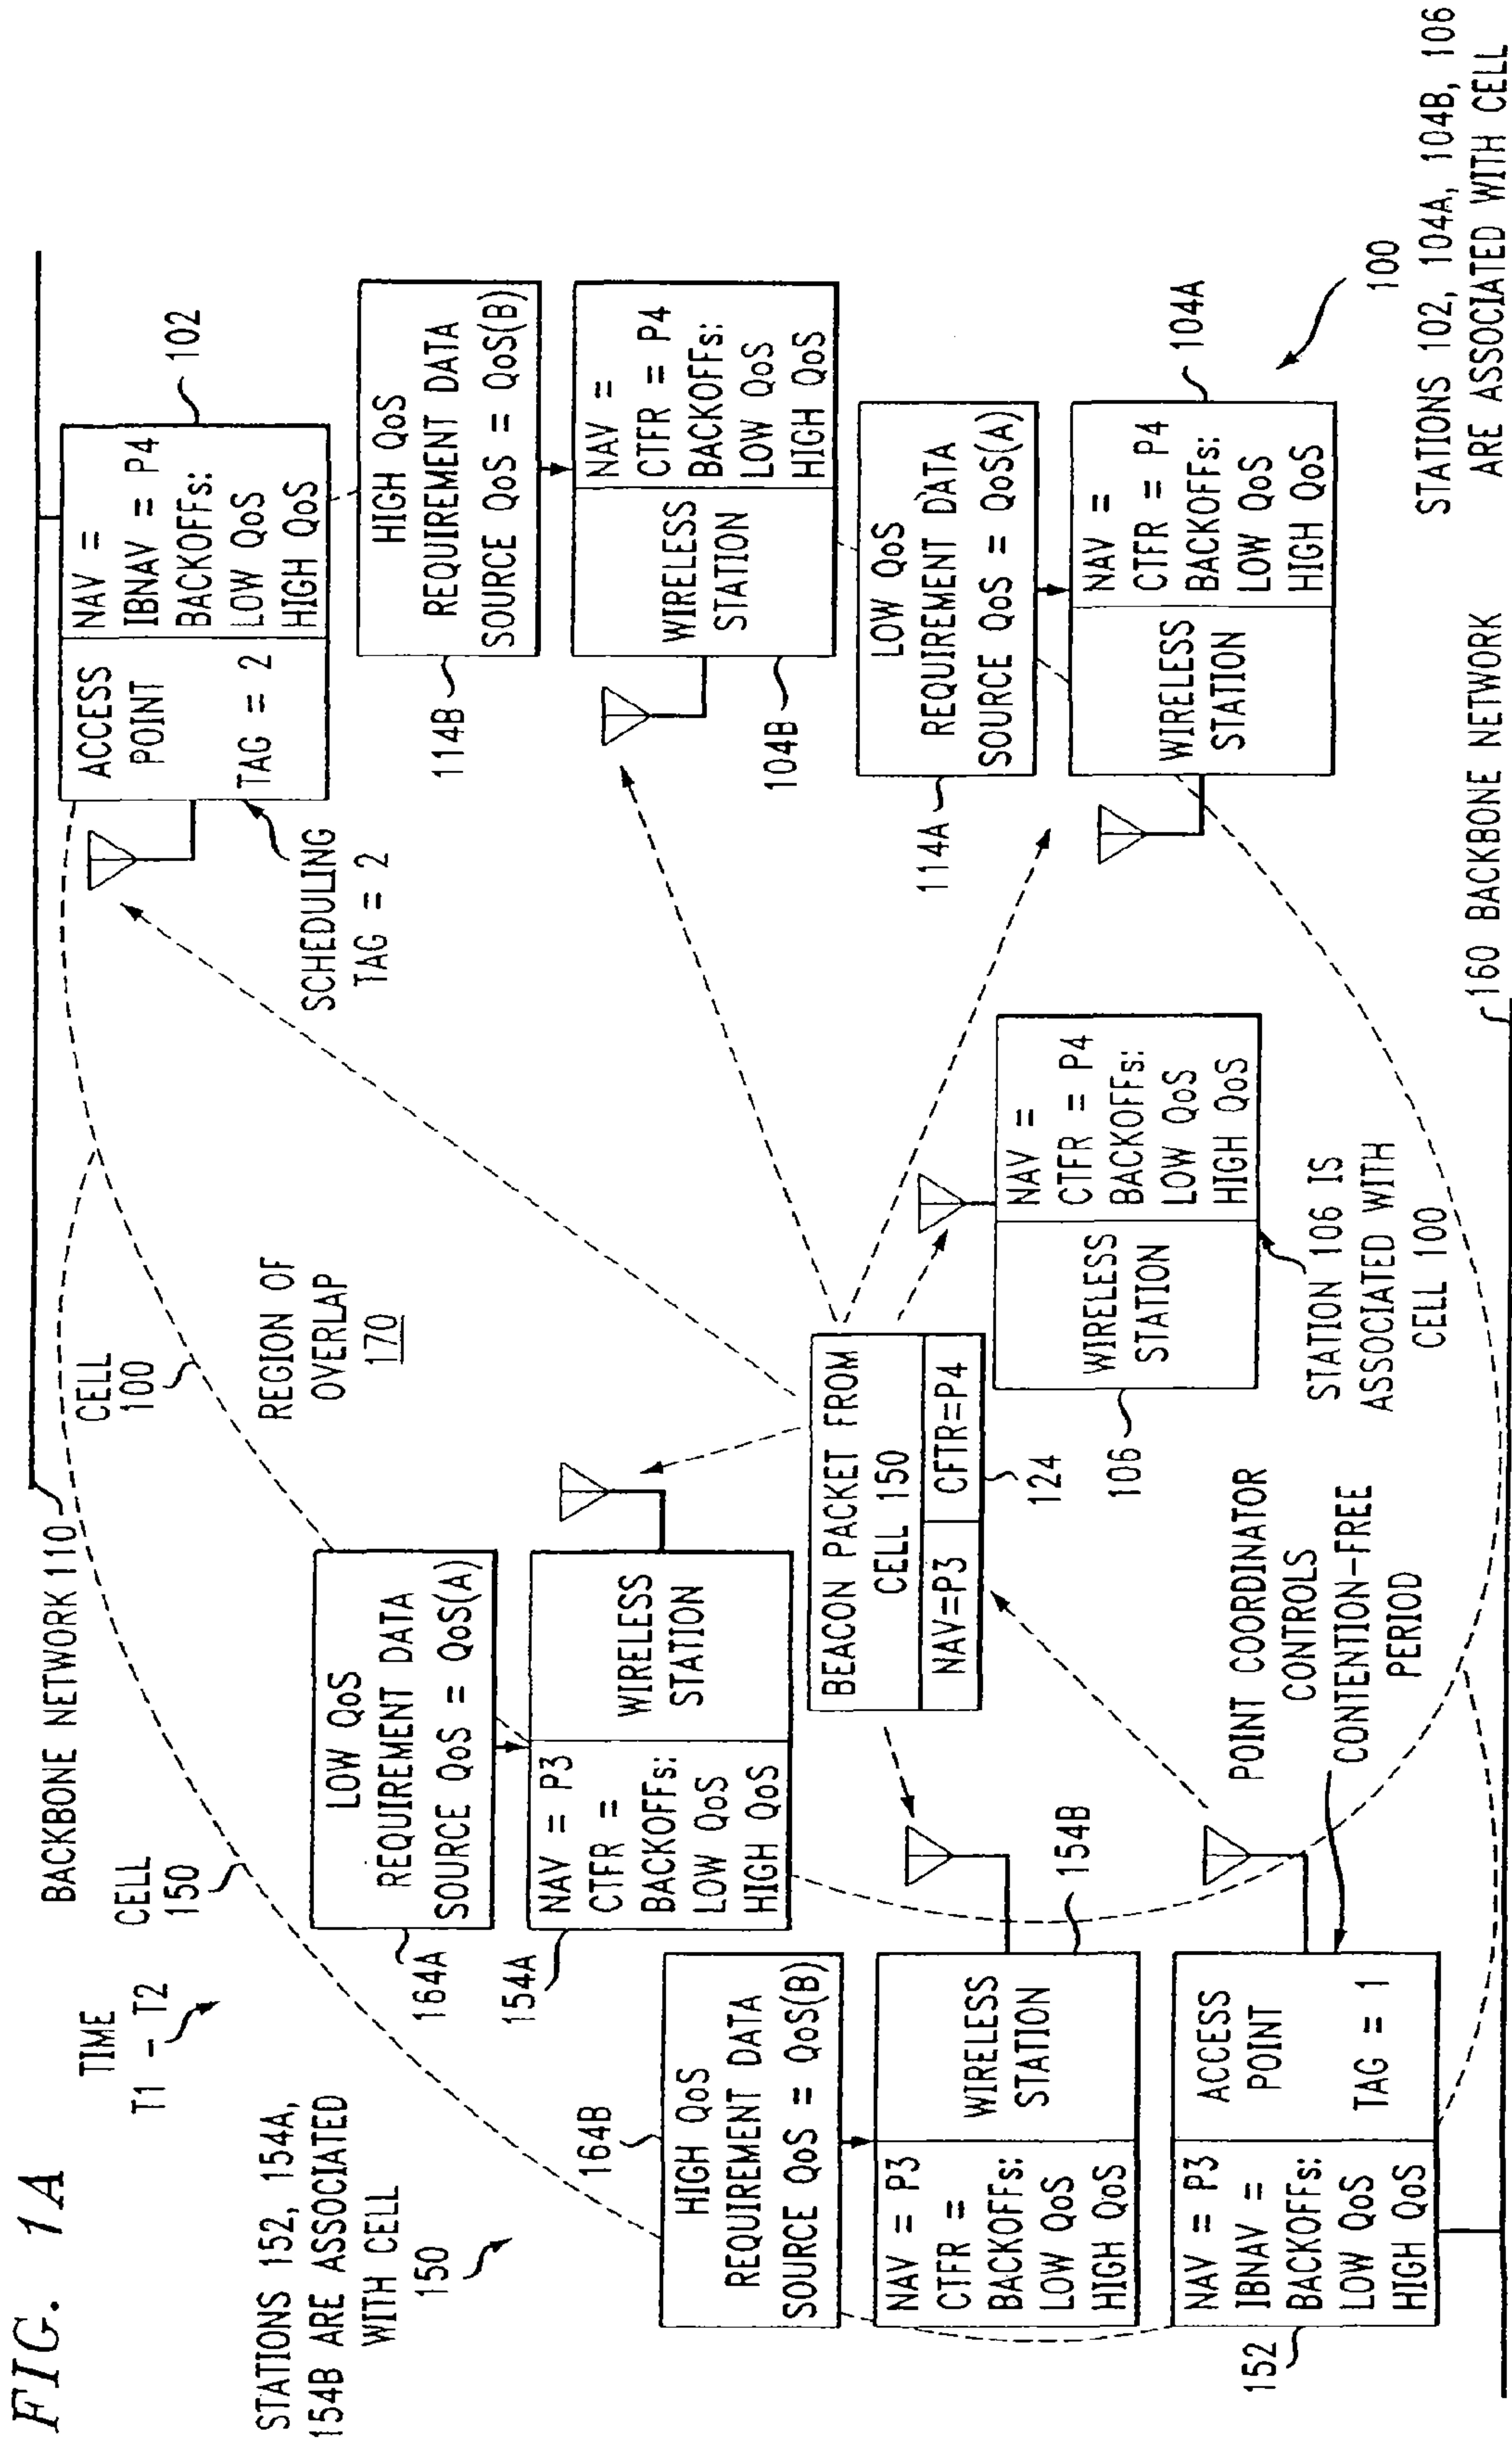 FIG. 1A
TIME
T1 - T2
STATIONS 152, 154A,
154B ARE ASSOCIATED
WITH CELL
150
BACKBONE NETWORK 110
CELL
150
CELL
100
REGION OF
OVERLAP
170
164A
LOW QoS
REQUIREMENT DATA
SOURCE QoS = QoS(A)
154A
NAV = P3
CTFR =
BACKOFFs:
LOW QoS
HIGH QoS
WIRELESS
STATION
164B
HIGH QoS
REQUIREMENT DATA
SOURCE QoS = QoS(B)
NAV = P3
CTFR =
BACKOFFs:
LOW QoS
HIGH QoS
WIRELESS
STATION
154B
152
NAV = P3
IBNAV =
BACKOFFs:
LOW QoS
HIGH QoS
ACCESS
POINT
TAG = 1
POINT COORDINATOR
CONTROLS
CONTENTION-FREE
PERIOD
BEACON PACKET FROM
CELL 150
NAV=P3
CFTR=P4
124
106
WIRELESS
STATION
NAV =
CTFR = P4
BACKOFFs:
LOW QoS
HIGH QoS
STATION 106 IS
ASSOCIATED WITH
CELL 100
ACCESS
POINT
TAG = 2
NAV =
IBNAV = P4
BACKOFFs:
LOW QoS
HIGH QoS
102
SCHEDULING
TAG = 2
114B
HIGH QoS
REQUIREMENT DATA
SOURCE QoS = QoS(B)
104B
WIRELESS
STATION
NAV =
CTFR = P4
BACKOFFs:
LOW QoS
HIGH QoS
114A
LOW QoS
REQUIREMENT DATA
SOURCE QoS = QoS(A)
WIRELESS
STATION
NAV =
CTFR = P4
BACKOFFs:
LOW QoS
HIGH QoS
104A
100
STATIONS 102, 104A, 104B, 106
ARE ASSOCIATED WITH CELL
160 BACKBONE NETWORK